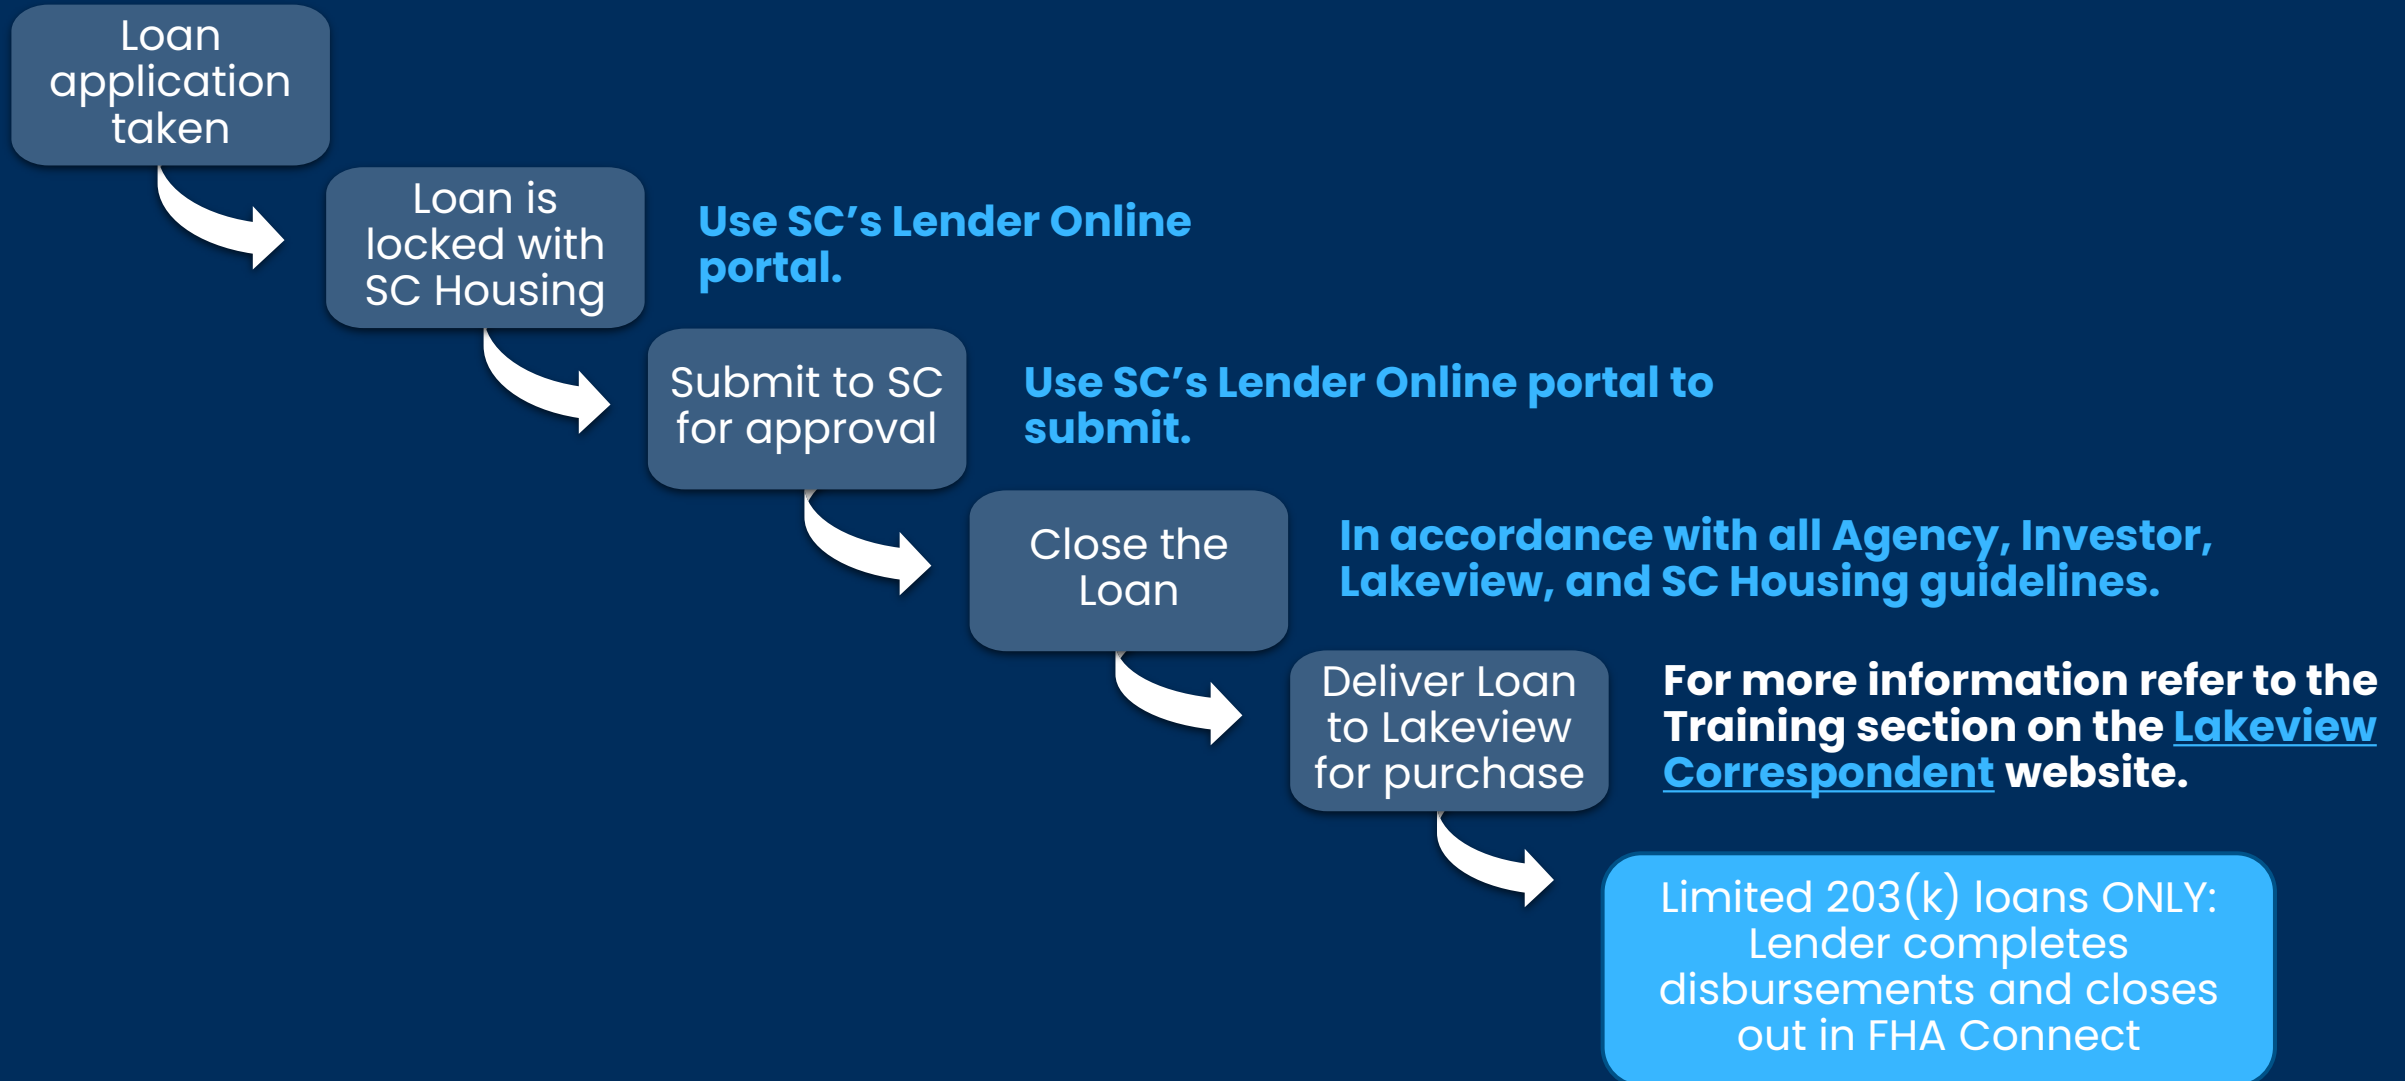 Loan
application
taken
Loan is
locked with
SC Housing
Use SC’s Lender Online
portal.
Submit to SC
for approval
Use SC’s Lender Online portal to
submit.
Close the
Loan
In accordance with all Agency, Investor,
Lakeview, and SC Housing guidelines.
Deliver Loan
to Lakeview
for purchase
For more information refer to the
Training section on the Lakeview
Correspondent website.
Limited 203(k) loans ONLY:
Lender completes
disbursements and closes
out in FHA Connect